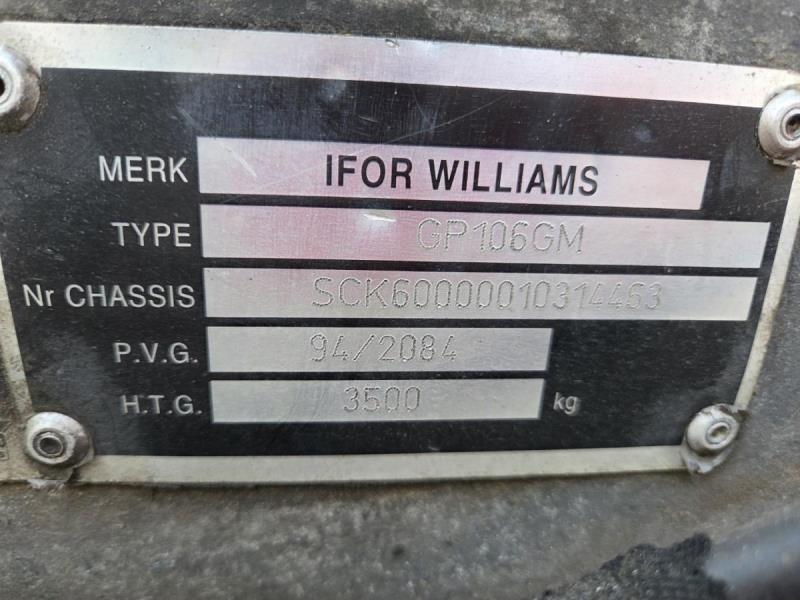 MERK IFOR WILLIAMS
TYPE GP106GM
Nr CHASSIS SCK60000010314463
P.V.G. 94/2084
H.T.G. 3500 kg